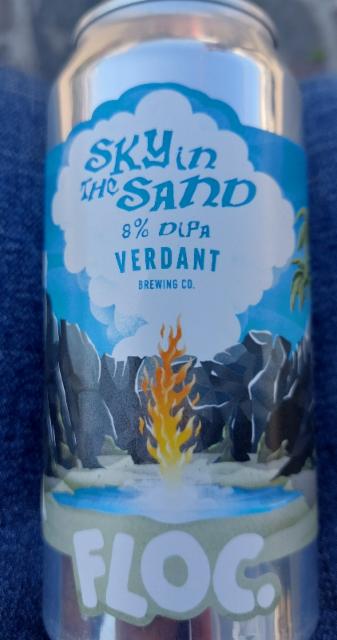 SKY in
THE SAND
8% DIPA
VERDANT
BREWING CO.
FLOC.